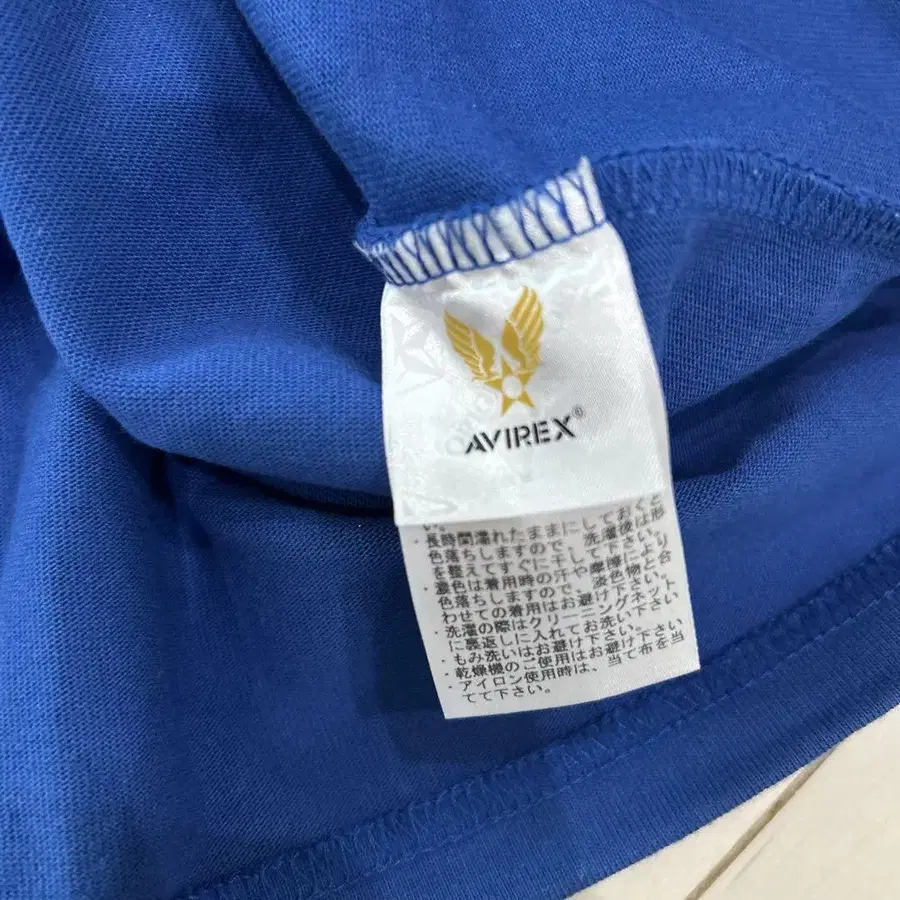 AVIREX®
い。
・長時間濡れたままにしておくと
色落ちしますので、洗濯後は形
を整えてすぐに干して下さい。
・濃色は着用時の汗や摩擦により
色落ちしますので、淡色物と合
わせての着用はお避け下さい。
・洗濯の際はクリーニングネット
に裏返しに入れてお洗い下さい
・もみ洗いはお避け下さい。
・乾燥機のご使用はお避け下さい
・アイロン使用時は、当て布を当
てて下さい。